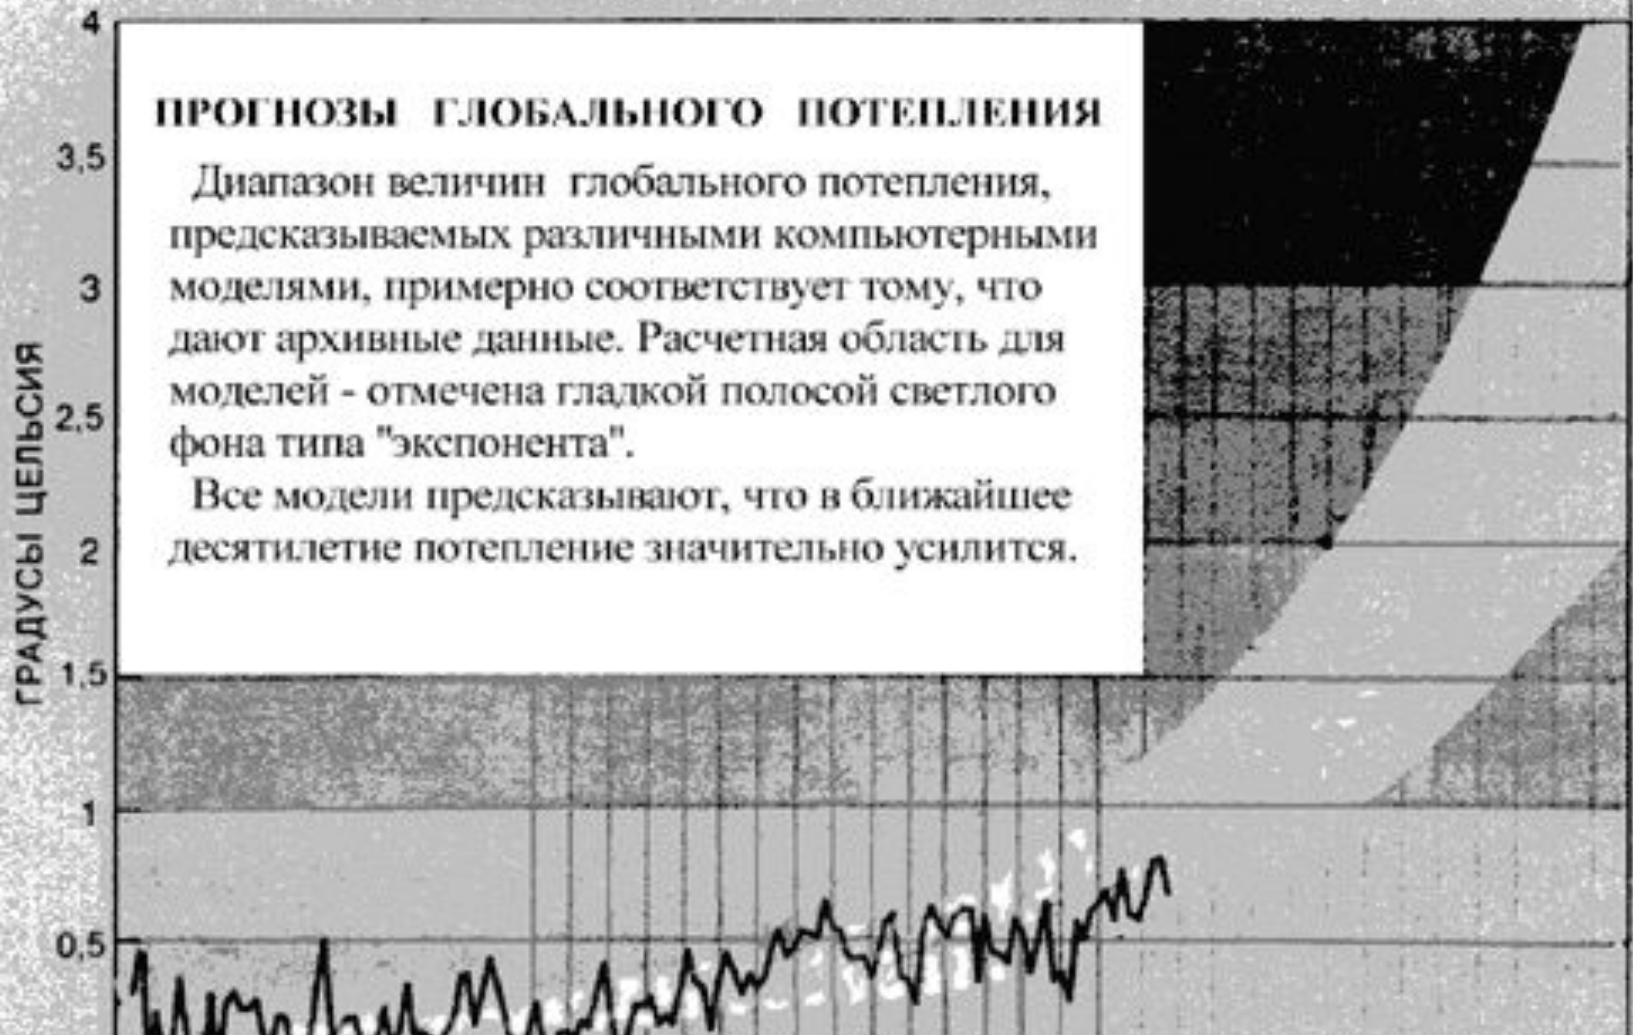 4
ПРОГНОЗЫ ГЛОБАЛЬНОГО ПОТЕПЛЕНИЯ
Диапазон величин глобального потепления,
предсказываемых различными компьютерными
моделями, примерно соответствует тому, что
дают архивные данные. Расчетная область для
моделей - отмечена гладкой полосой светлого
фона типа "экспонента".
Все модели предсказывают, что в ближайшее
десятилетие потепление значительно усилится.
3,5
3
2,5
2
1,5
1
0,5
ГРАДУСЫ ЦЕЛЬСИЯ